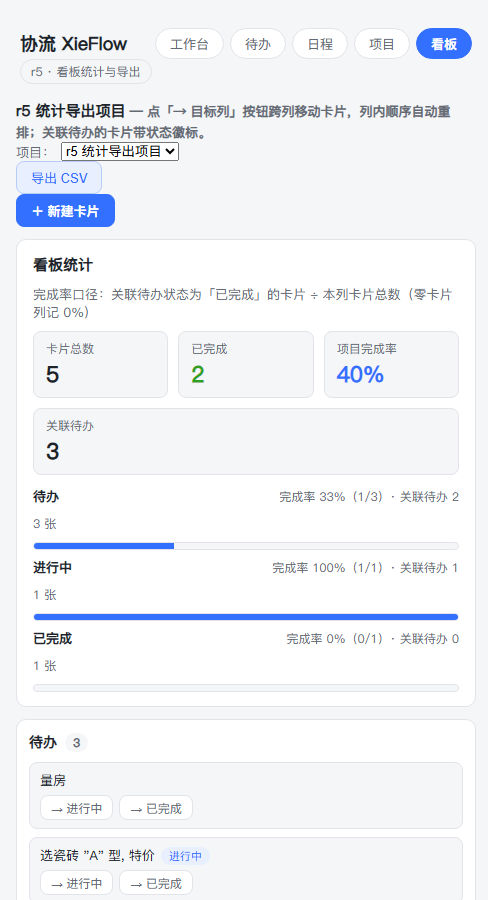 协流 XieFlow
工作台
待办
日程
项目
看板
r5 · 看板统计与导出
r5 统计导出项目 — 点「→ 目标列」按钮跨列移动卡片，列内顺序自动重
排；关联待办的卡片带状态徽标。
项目： r5 统计导出项目
导出 CSV
＋ 新建卡片
看板统计
完成率口径：关联待办状态为「已完成」的卡片 ÷ 本列卡片总数（零卡片
列记 0%）
卡片总数
5
已完成
2
项目完成率
40%
关联待办
3
待办 完成率 33%（1/3）· 关联待办 2
3 张
进行中 完成率 100%（1/1）· 关联待办 1
1 张
已完成 完成率 0%（0/1）· 关联待办 0
1 张
待办 3
量房
→ 进行中 → 已完成
选瓷砖 "A" 型, 特价 进行中
→ 进行中 → 已完成